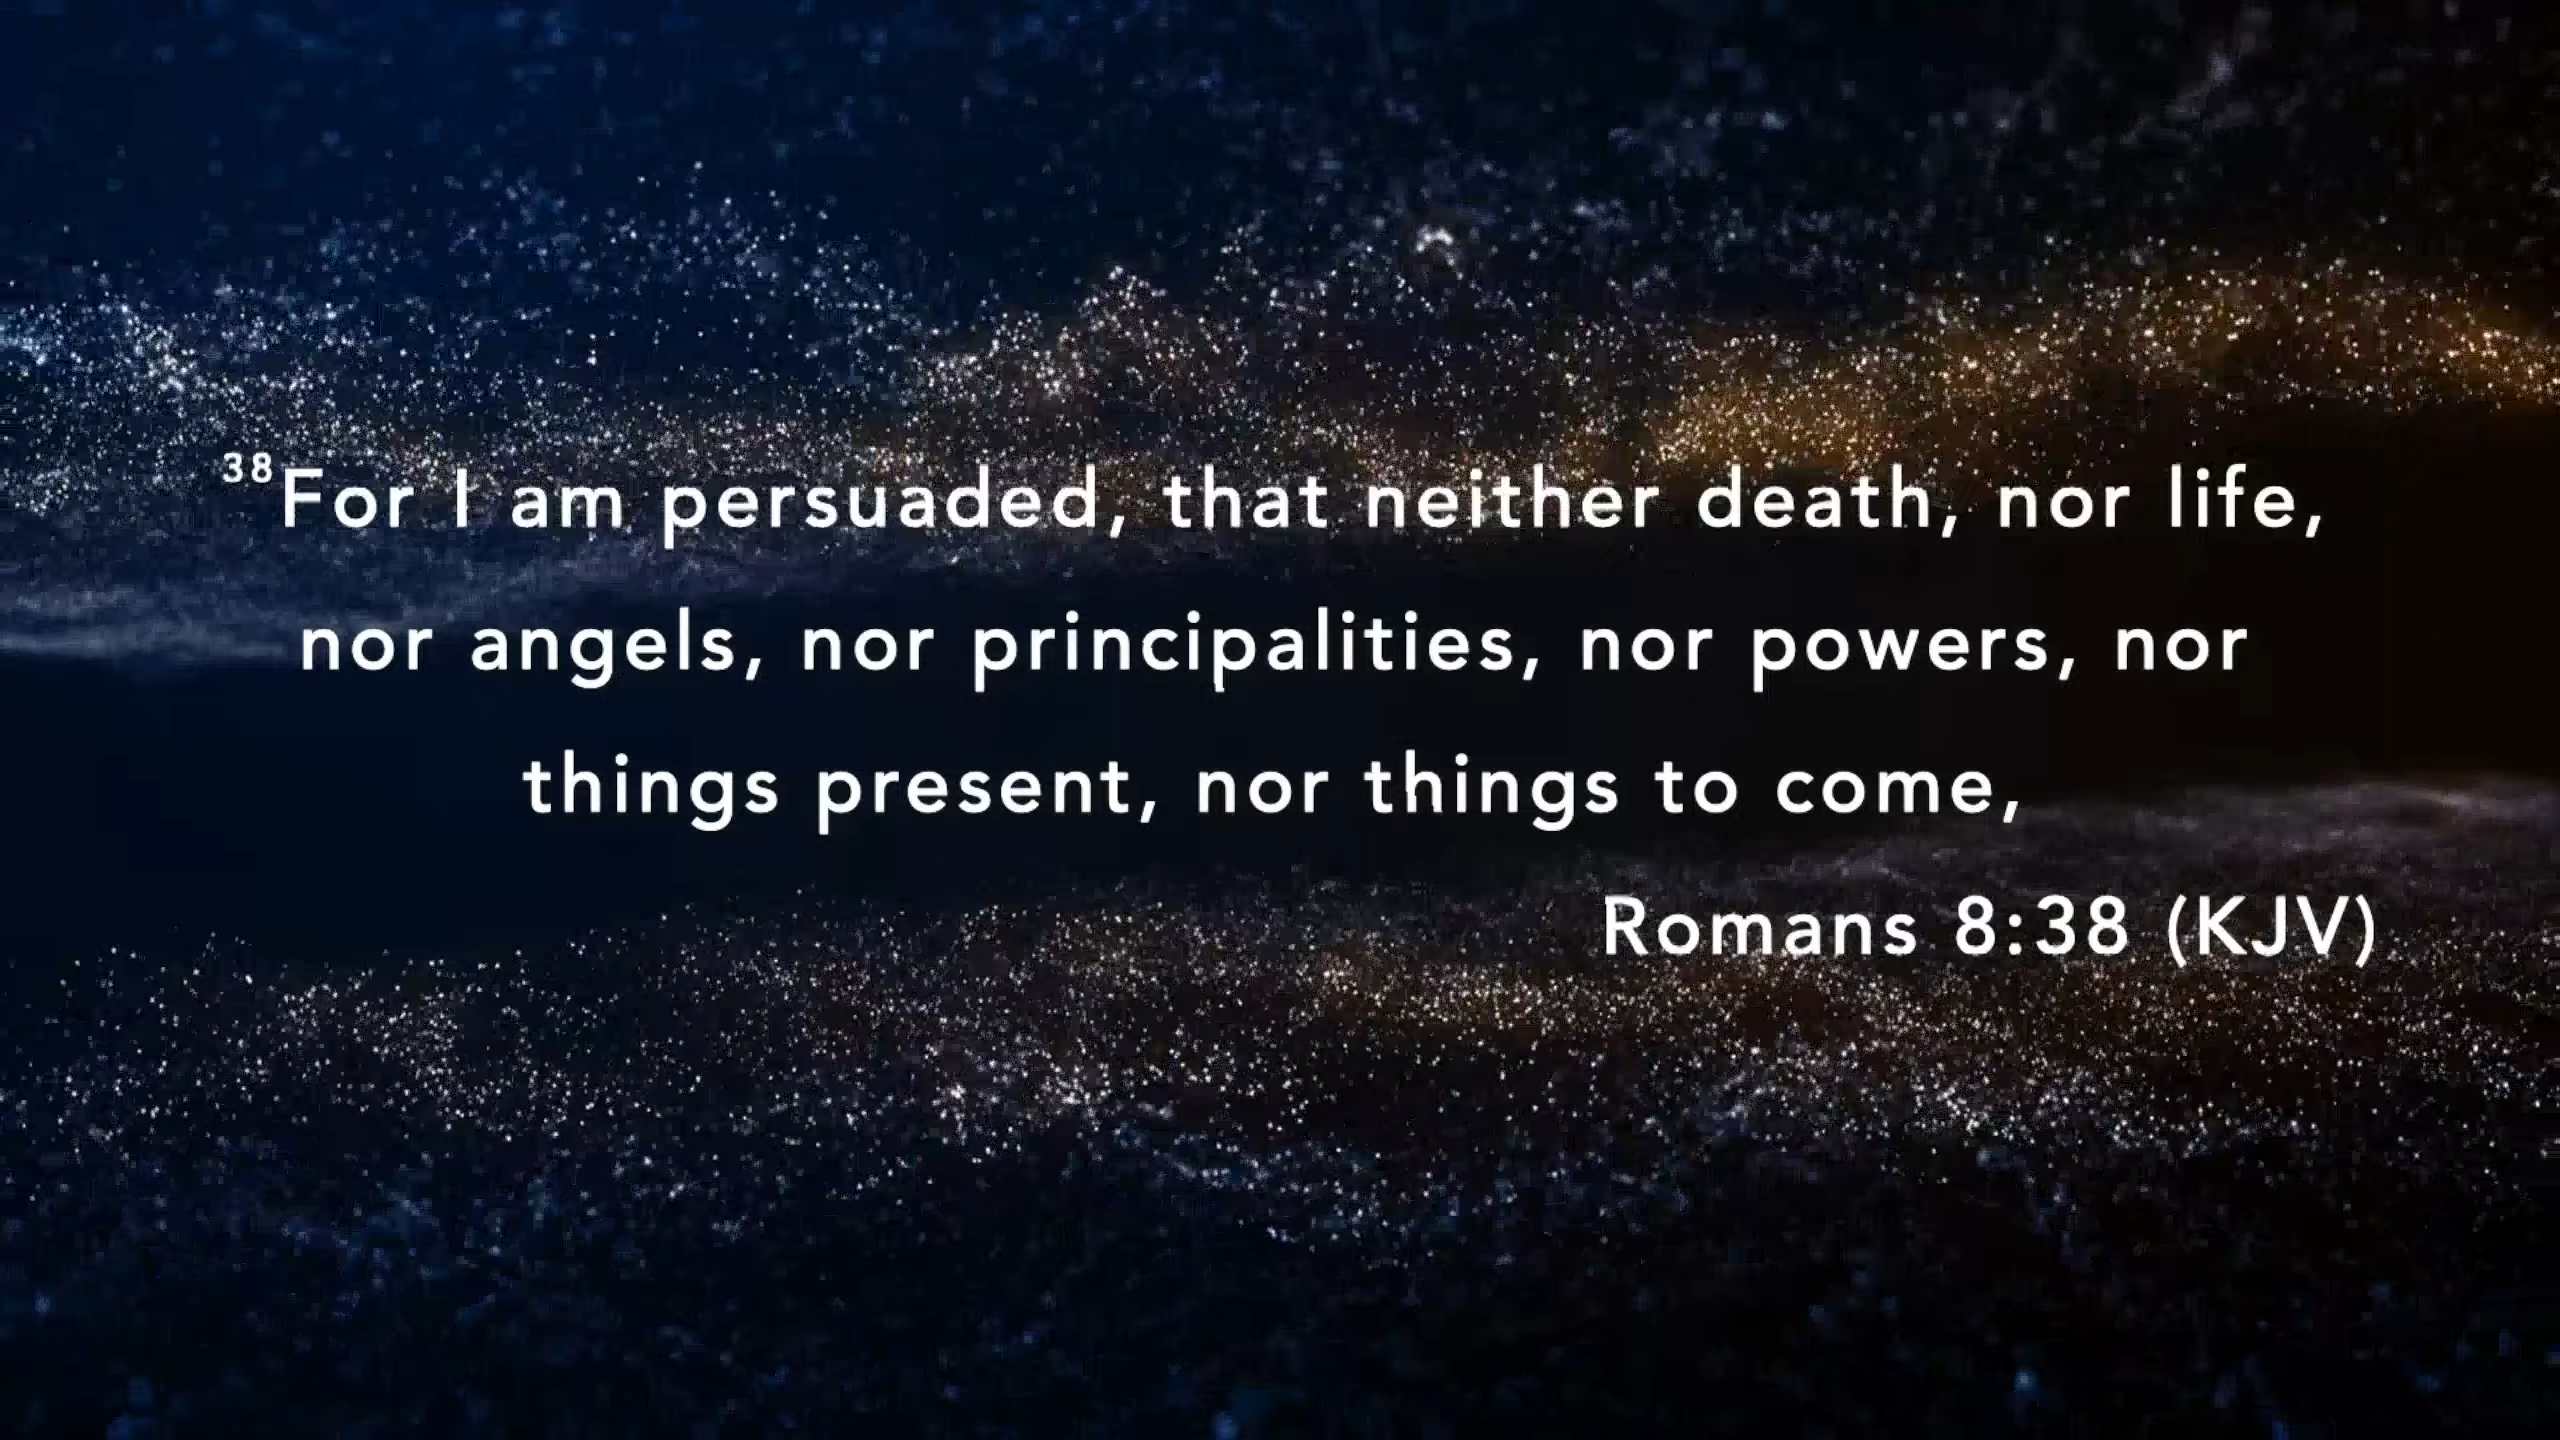 38For I am persuaded, that neither death, nor life,
nor angels, nor principalities, nor powers, nor
things present, nor things to come,
Romans 8:38 (KJV)